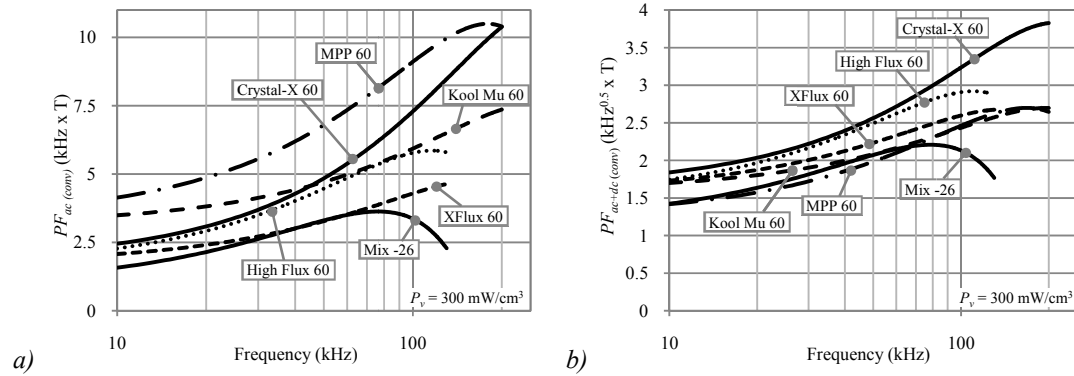 10
7.5
5
2.5
0
10
100
PF_ac (conv) (kHz x T)
Frequency (kHz)
MPP 60
Crystal-X 60
Kool Mu 60
XFlux 60
High Flux 60
Mix -26
P_v = 300 mW/cm³
a)
4
3.5
3
2.5
2
1.5
1
0.5
0
10
100
PF_ac+dc (conv) (kHz^0.5 x T)
Frequency (kHz)
Crystal-X 60
High Flux 60
XFlux 60
Kool Mu 60
MPP 60
Mix -26
P_v = 300 mW/cm³
b)